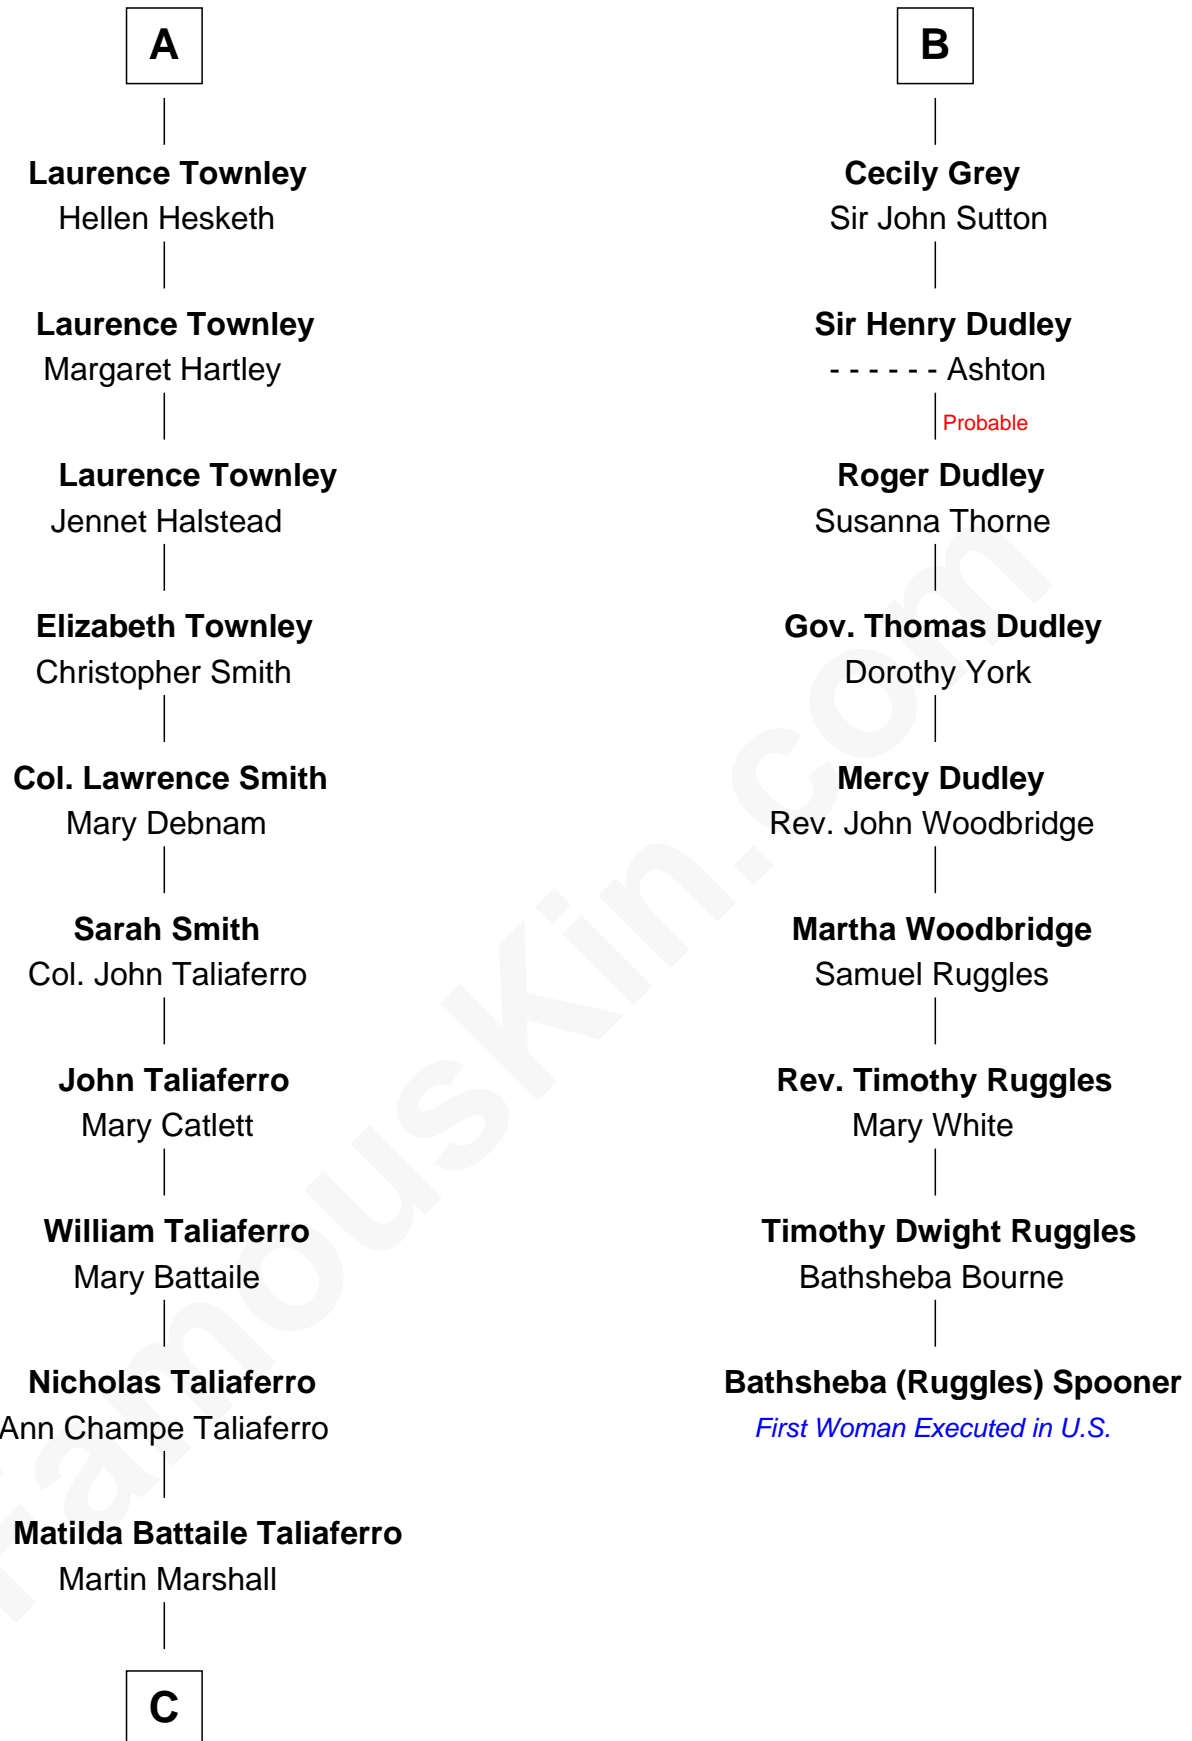 A
Laurence Townley
Hellen Hesketh
Laurence Townley
Margaret Hartley
Laurence Townley
Jennet Halstead
Elizabeth Townley
Christopher Smith
Col. Lawrence Smith
Mary Debnam
Sarah Smith
Col. John Taliaferro
John Taliaferro
Mary Catlett
William Taliaferro
Mary Battaile
Nicholas Taliaferro
Ann Champe Taliaferro
Matilda Battaile Taliaferro
Martin Marshall
C
B
Cecily Grey
Sir John Sutton
Sir Henry Dudley
- - - - - - Ashton
Probable
Roger Dudley
Susanna Thorne
Gov. Thomas Dudley
Dorothy York
Mercy Dudley
Rev. John Woodbridge
Martha Woodbridge
Samuel Ruggles
Rev. Timothy Ruggles
Mary White
Timothy Dwight Ruggles
Bathsheba Bourne
Bathsheba (Ruggles) Spooner
First Woman Executed in U.S.
FamousKin.com